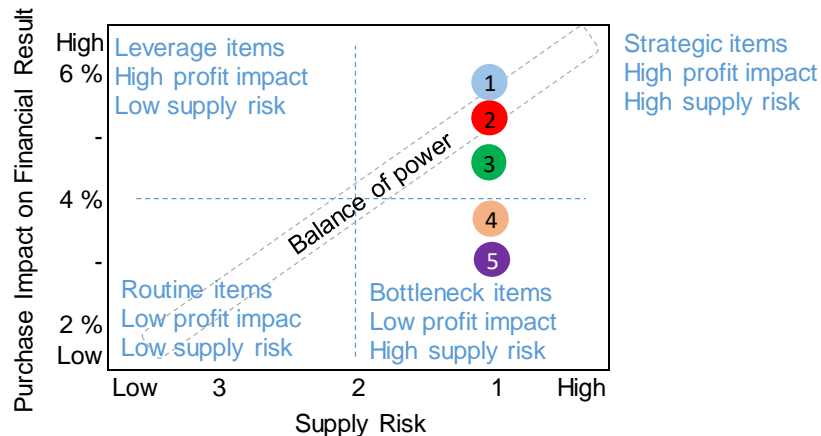 Purchase Impact on Financial Result
High
6 %
-
4 %
-
2 %
Low
Leverage items
High profit impact
Low supply risk
Strategic items
High profit impact
High supply risk
1
2
3
4
5
Balance of power
Routine items
Low profit impac
Low supply risk
Bottleneck items
Low profit impact
High supply risk
Low 3 2 1 High
Supply Risk